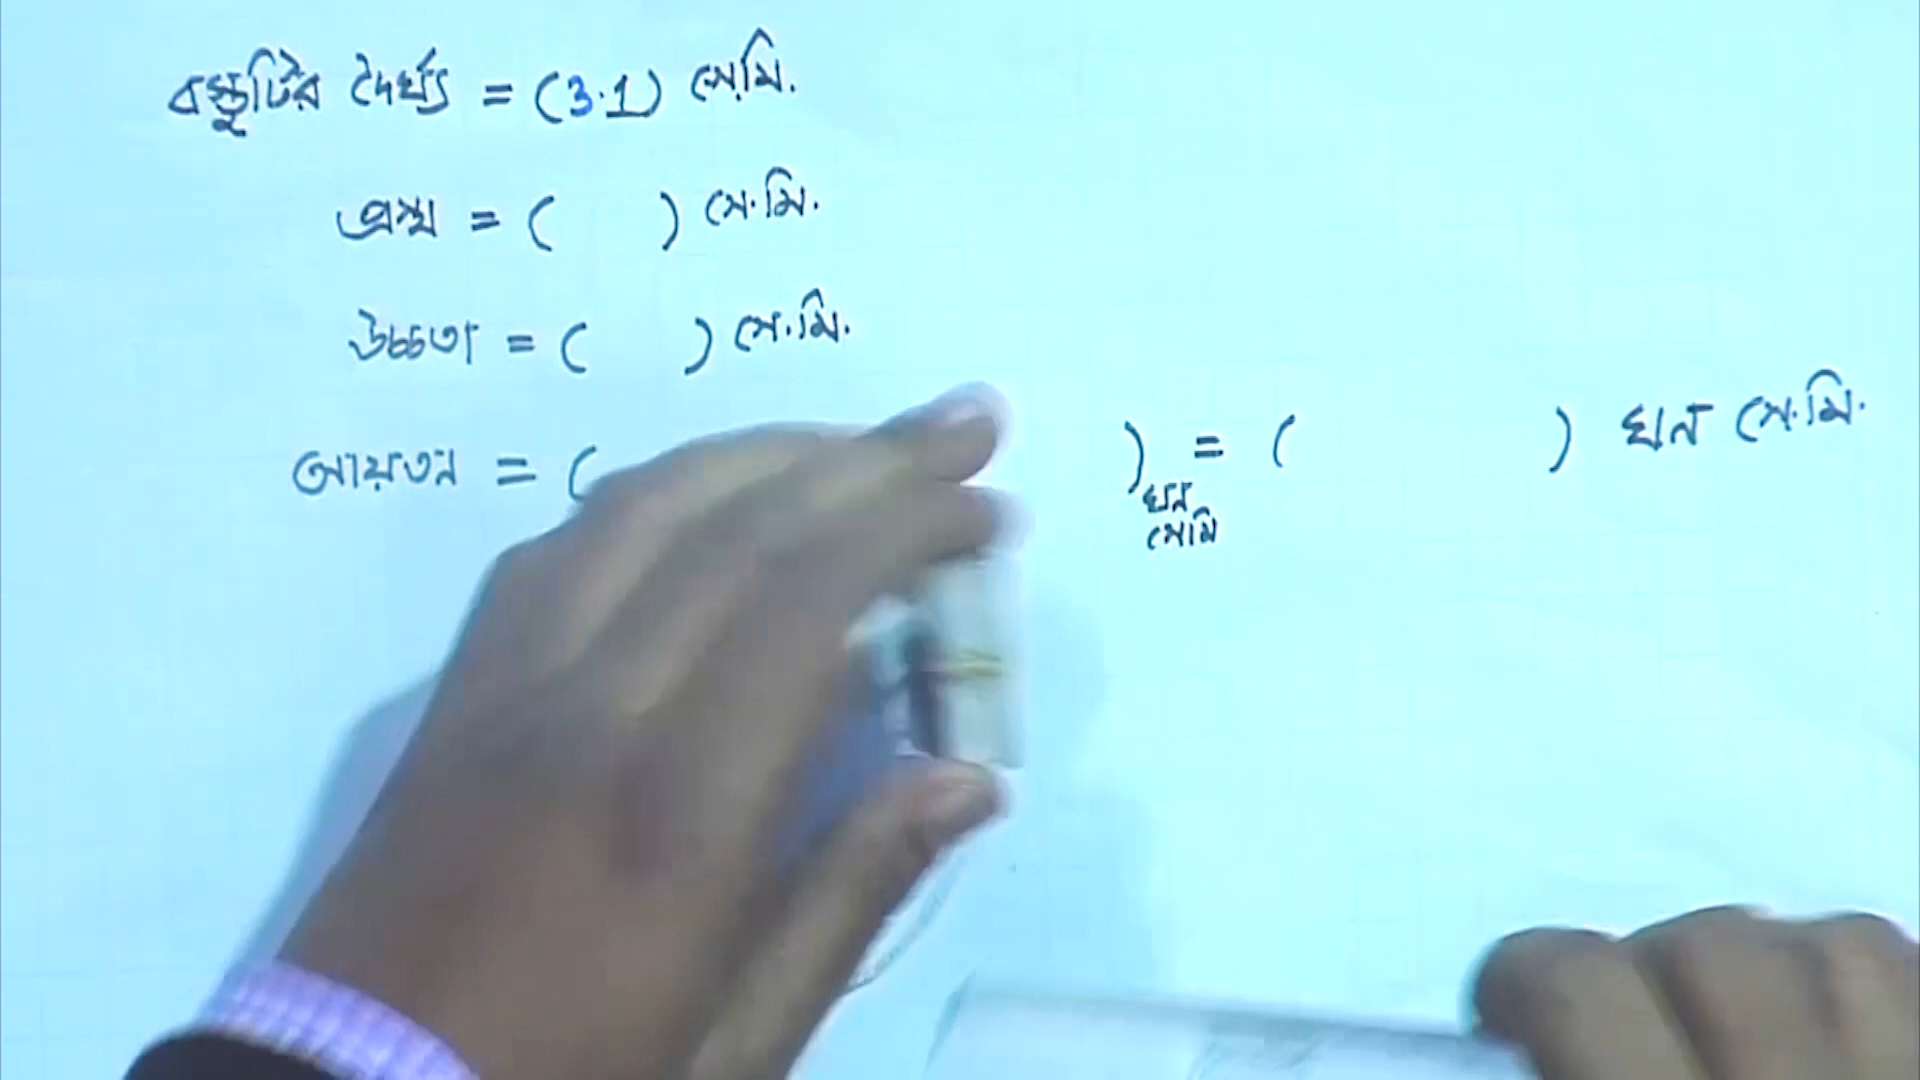 বস্তুটির দৈর্ঘ্য = (3.1) সে.মি.
প্রস্থ = ( ) সে.মি.
উচ্চতা = ( ) সে.মি.
আয়তন = ( ) ঘন সেমি = ( ) ঘন সে.মি.